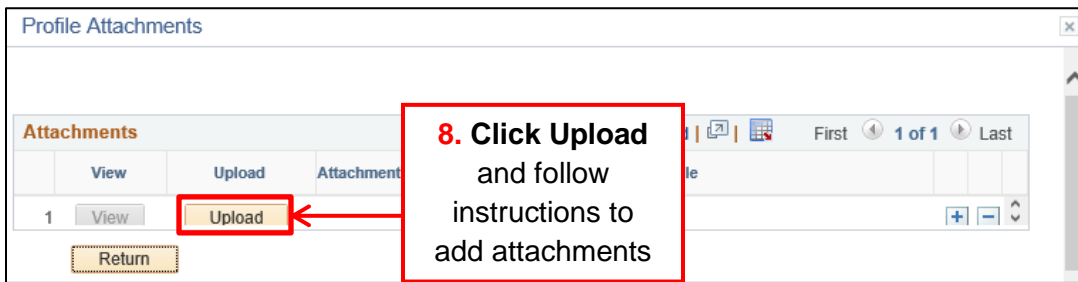 Profile Attachments
Attachments
| | First 1 of 1 Last
View Upload Attachment
1 View Upload
Return
8. Click Upload
and follow
instructions to
add attachments